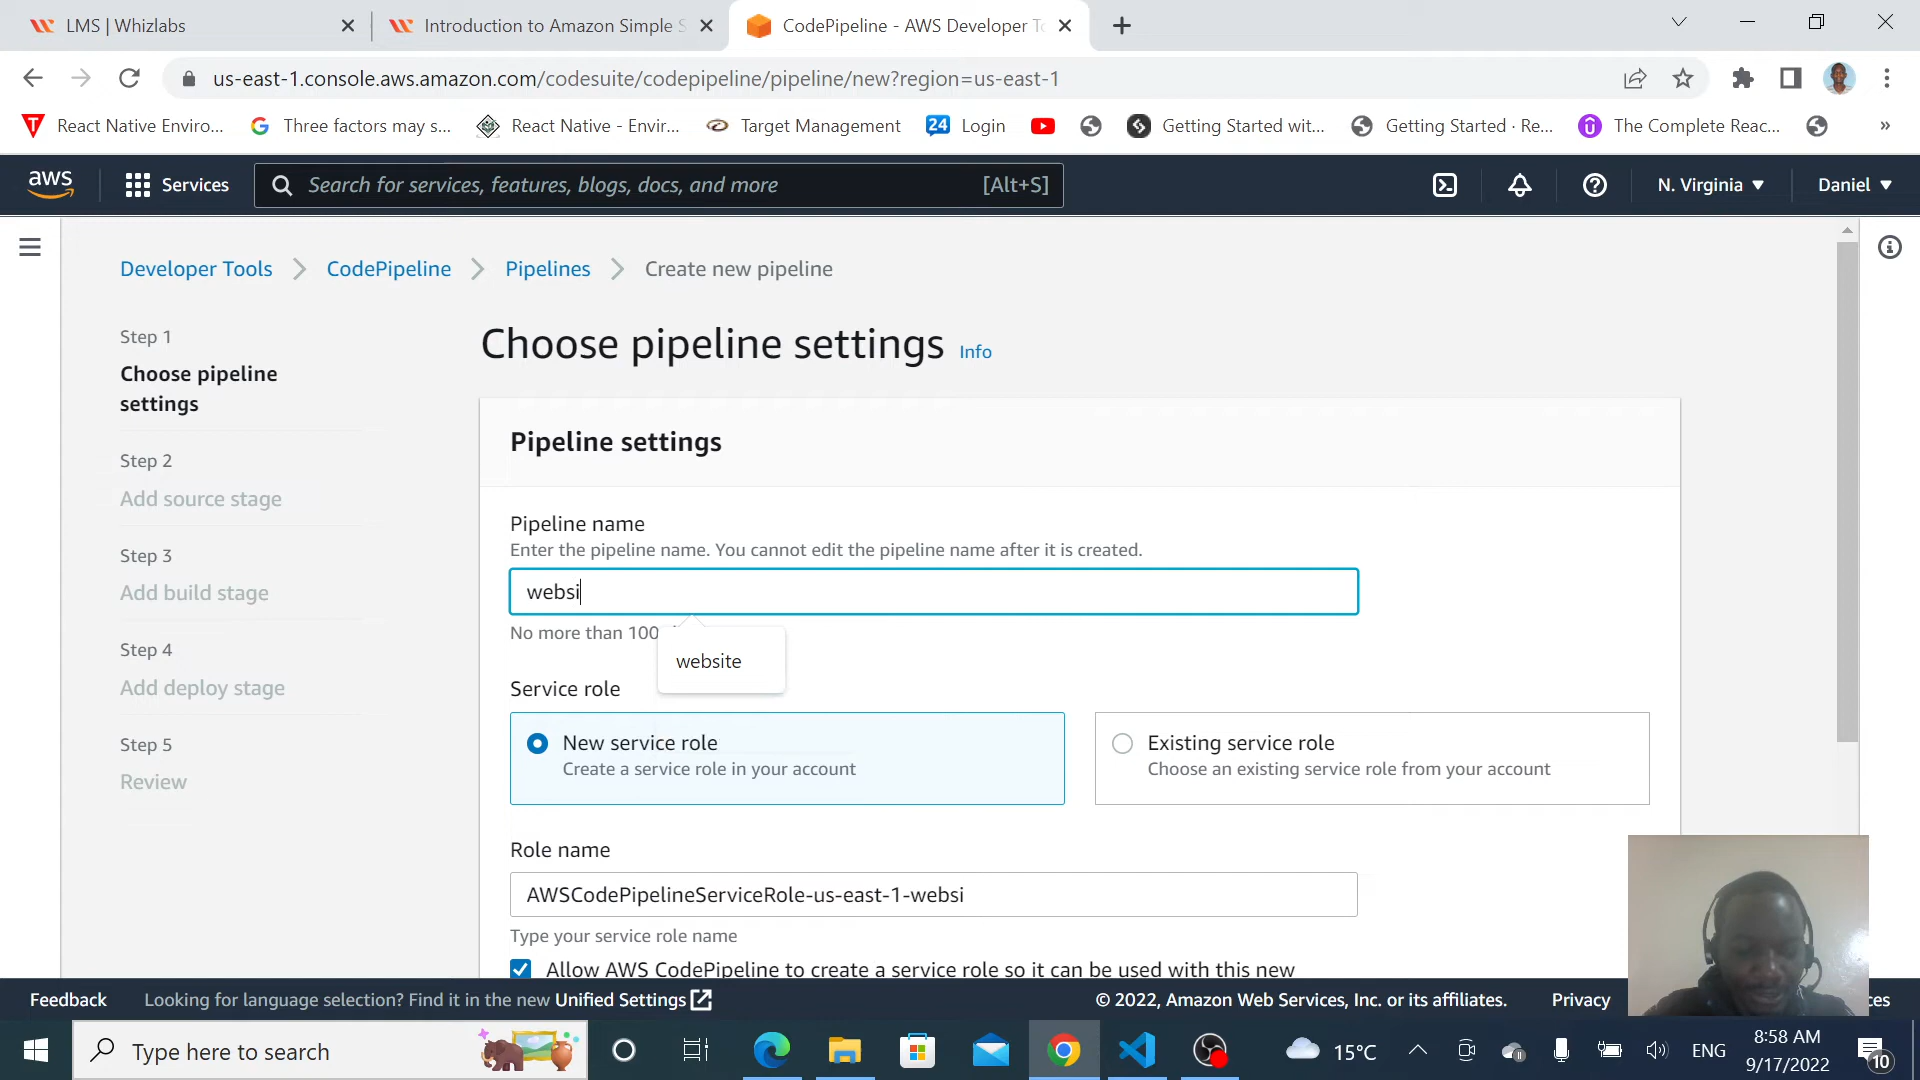 LMS | Whizlabs
Introduction to Amazon Simple S
CodePipeline - AWS Developer To
us-east-1.console.aws.amazon.com/codesuite/codepipeline/pipeline/new?region=us-east-1
React Native Enviro...
Three factors may s...
React Native - Envir...
Target Management
24
Login
Getting Started wit...
Getting Started · Re...
The Complete Reac...
»
aws
Services
Search for services, features, blogs, docs, and more
[Alt+S]
N. Virginia
Daniel
Developer Tools
CodePipeline
Pipelines
Create new pipeline
Step 1
Choose pipeline
settings
Step 2
Add source stage
Step 3
Add build stage
Step 4
Add deploy stage
Step 5
Review
Choose pipeline settings
Info
Pipeline settings
Pipeline name
Enter the pipeline name. You cannot edit the pipeline name after it is created.
websi
No more than 100
website
Service role
New service role
Create a service role in your account
Existing service role
Choose an existing service role from your account
Role name
AWSCodePipelineServiceRole-us-east-1-websi
Type your service role name
Allow AWS CodePipeline to create a service role so it can be used with this new
Feedback
Looking for language selection? Find it in the new Unified Settings
© 2022, Amazon Web Services, Inc. or its affiliates.
Privacy
Type here to search
15°C
ENG
8:58 AM
9/17/2022
10